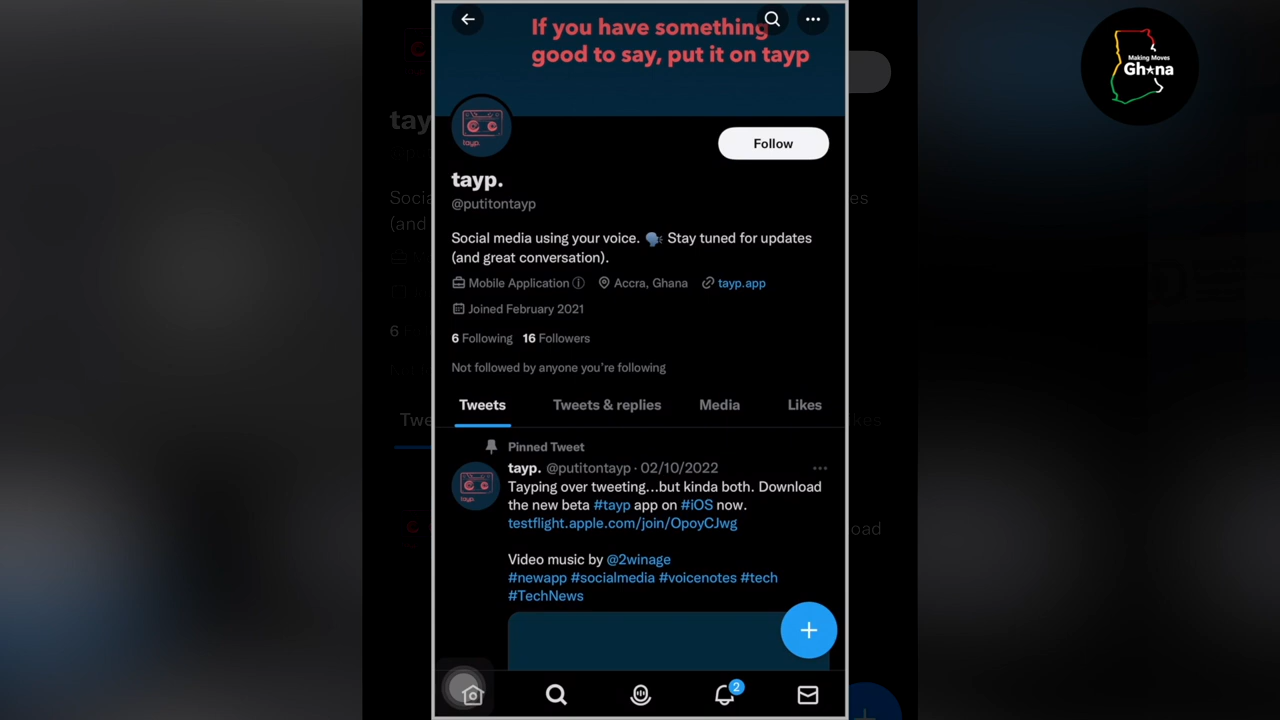 If you have something
good to say, put it on tayp
Making Moves
Gh★na
tayp.
Follow
tayp.
@putitontayp
Social media using your voice. 🗣️ Stay tuned for updates
(and great conversation).
Mobile Application ⓘ Accra, Ghana tayp.app
Joined February 2021
6 Following 16 Followers
Not followed by anyone you're following
Tweets Tweets & replies Media Likes
Pinned Tweet
tayp. @putitontayp · 02/10/2022
Tayping over tweeting...but kinda both. Download
the new beta #tayp app on #iOS now.
testflight.apple.com/join/OpoyCJwg
Video music by @2winage
#newapp #socialmedia #voicenotes #tech
#TechNews
tayp.
2